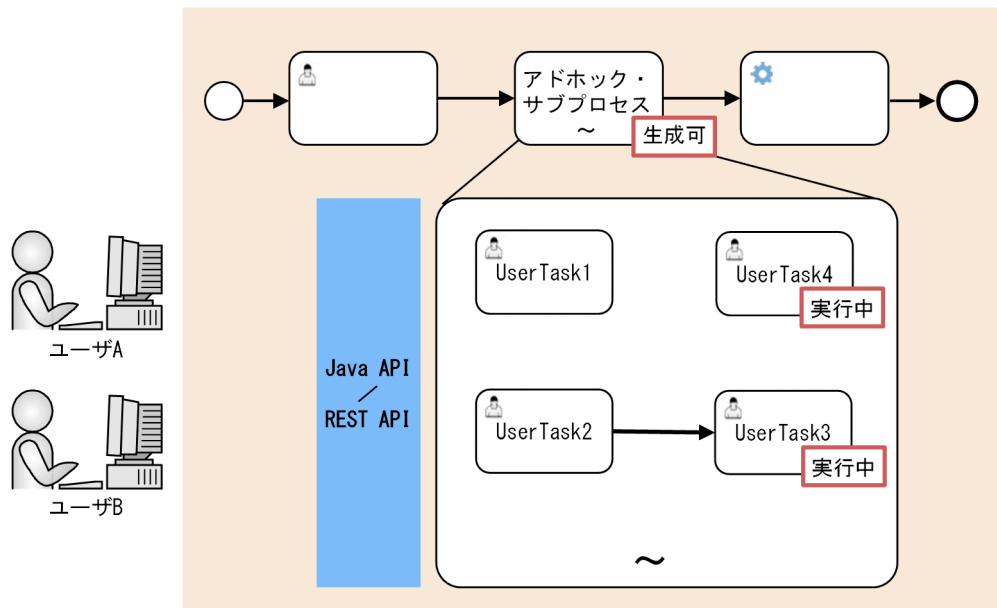 アドホック・
サブプロセス
～
生成可
UserTask1
UserTask4
実行中
ユーザA
Java API
／
REST API
UserTask2
UserTask3
実行中
ユーザB
～